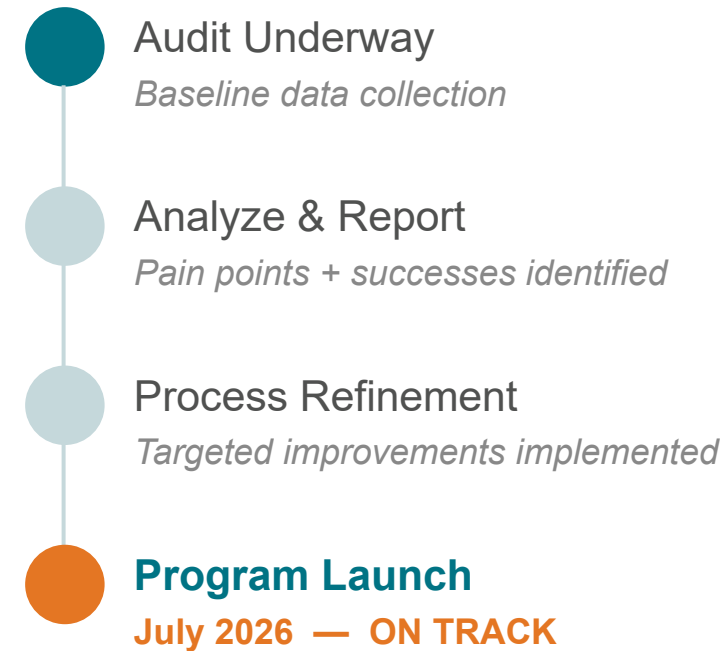 Audit Underway
Baseline data collection
Analyze & Report
Pain points + successes identified
Process Refinement
Targeted improvements implemented
Program Launch
July 2026 — ON TRACK